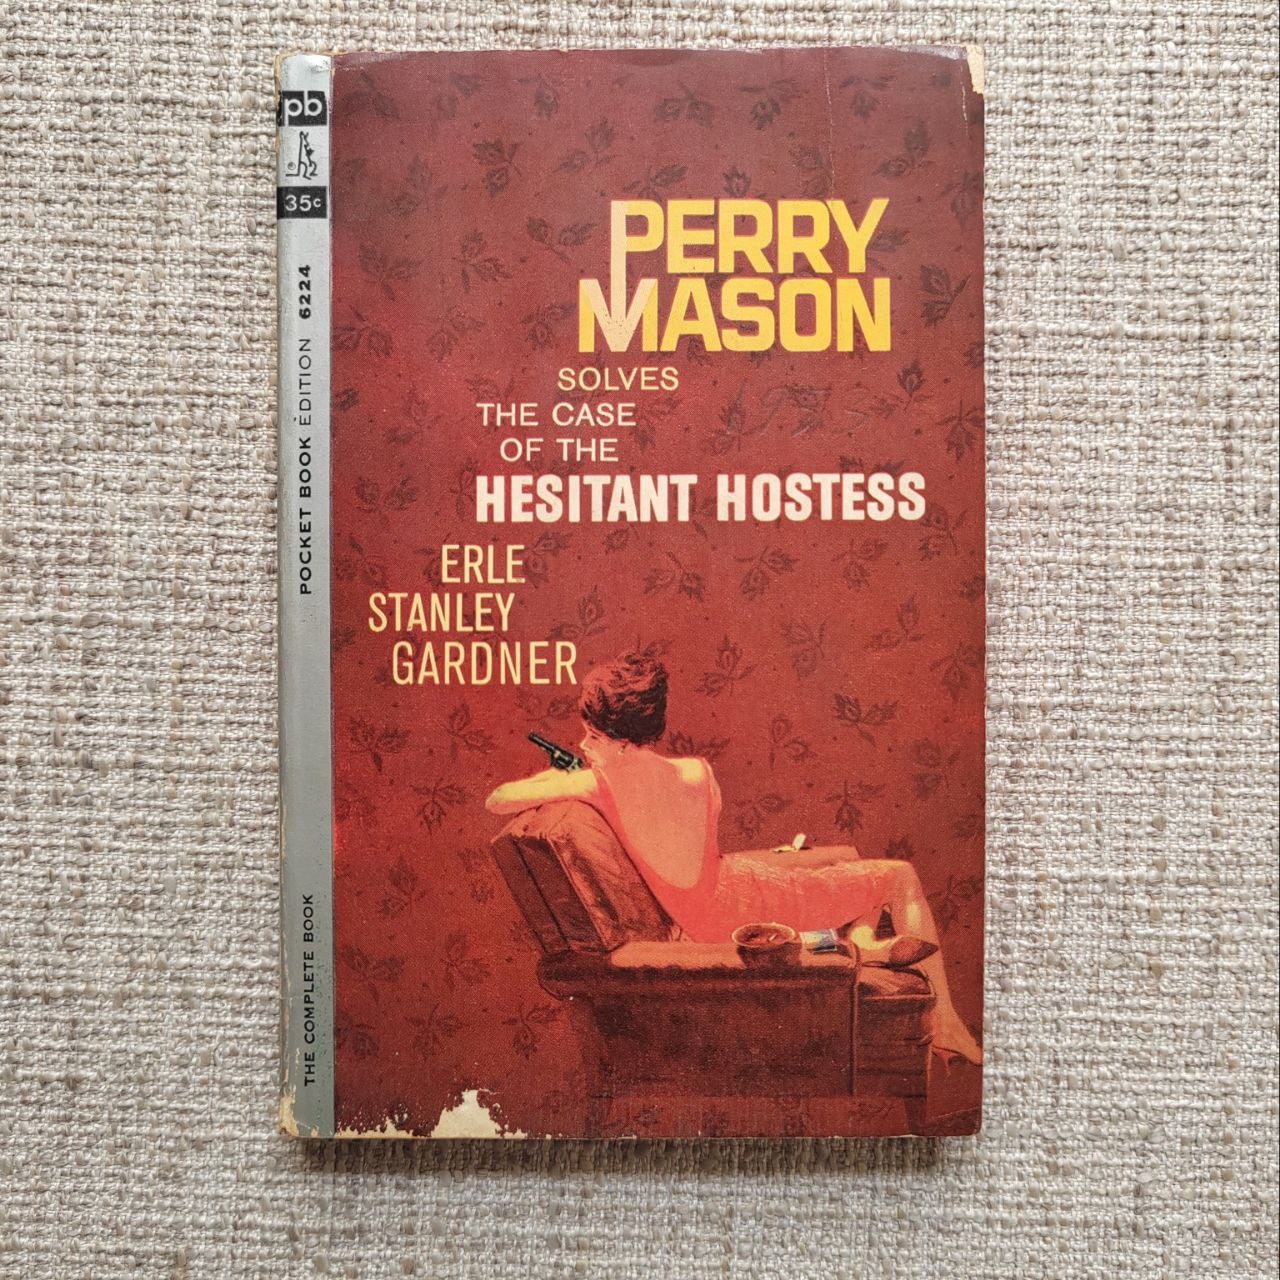 pb
35¢
POCKET BOOK EDITION 6224
THE COMPLETE BOOK
PERRY
MASON
SOLVES
THE CASE
OF THE
HESITANT HOSTESS
ERLE
STANLEY
GARDNER